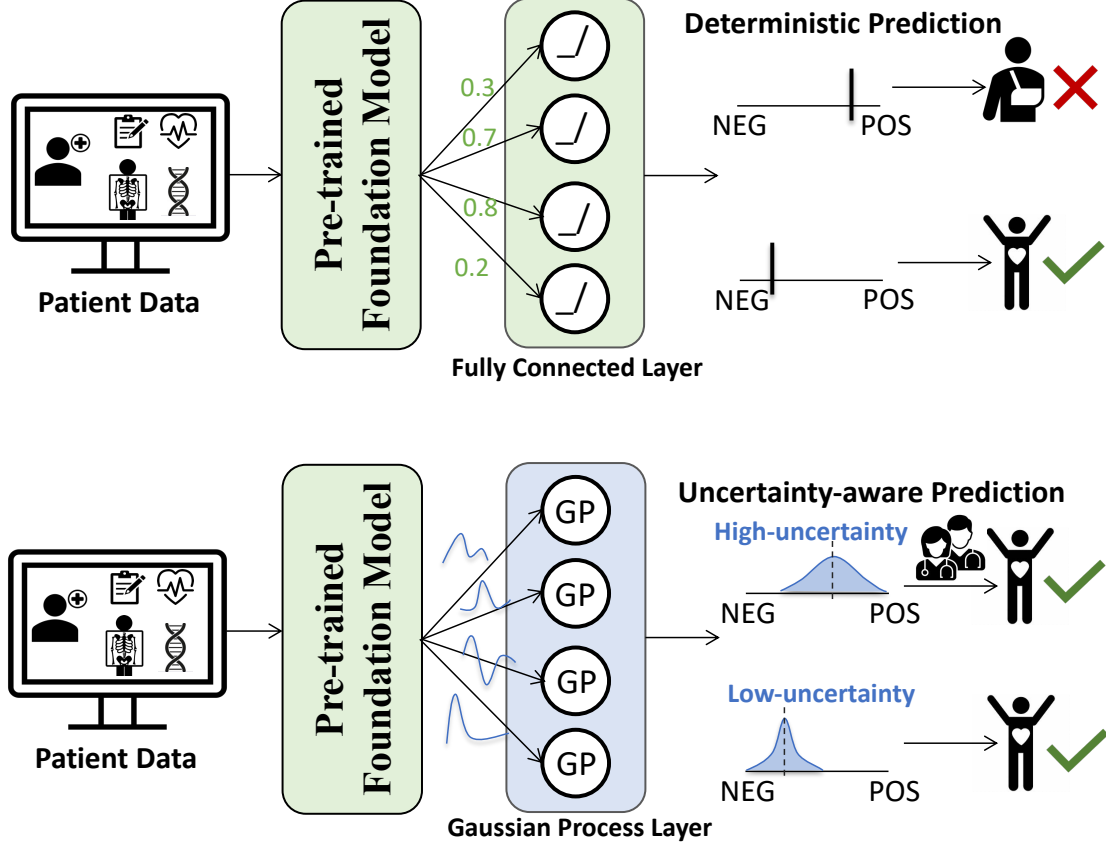 Deterministic Prediction
Pre-trained
Foundation Model
0.3
0.7
0.8
0.2
NEG
POS
NEG
POS
Patient Data
Fully Connected Layer
Uncertainty-aware Prediction
Pre-trained
Foundation Model
GP
GP
GP
GP
High-uncertainty
NEG
POS
Low-uncertainty
NEG
POS
Patient Data
Gaussian Process Layer